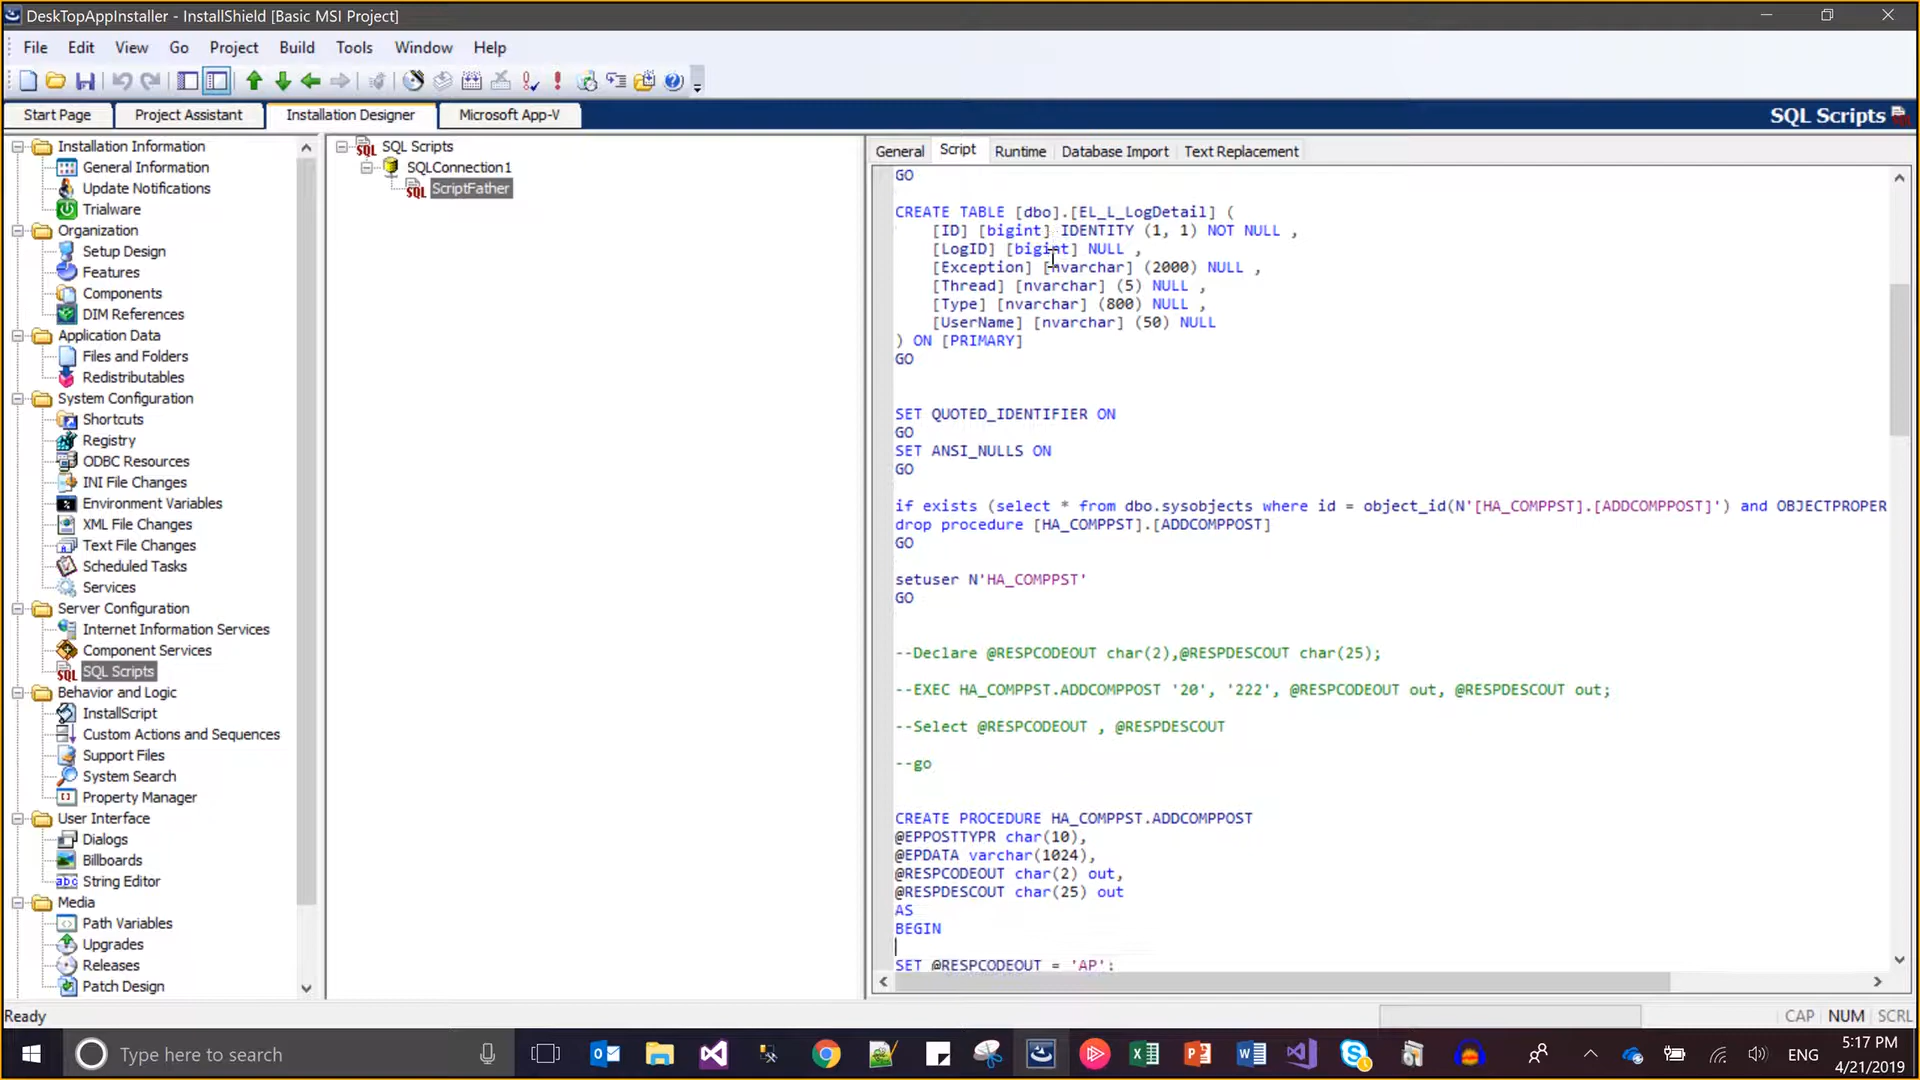 DeskTopAppInstaller - InstallShield [Basic MSI Project]
File Edit View Go Project Build Tools Window Help
Start Page Project Assistant Installation Designer Microsoft App-V SQL Scripts
Installation Information
General Information
Update Notifications
Trialware
Organization
Setup Design
Features
Components
DIM References
Application Data
Files and Folders
Redistributables
System Configuration
Shortcuts
Registry
ODBC Resources
INI File Changes
Environment Variables
XML File Changes
Text File Changes
Scheduled Tasks
Services
Server Configuration
Internet Information Services
Component Services
SQL Scripts
Behavior and Logic
InstallScript
Custom Actions and Sequences
Support Files
System Search
Property Manager
User Interface
Dialogs
Billboards
String Editor
Media
Path Variables
Upgrades
Releases
Patch Design
SQL Scripts
SQLConnection1
ScriptFather
General Script Runtime Database Import Text Replacement
GO
CREATE TABLE [dbo].[EL_L_LogDetail] (
[ID] [bigint] IDENTITY (1, 1) NOT NULL ,
[LogID] [bigint] NULL ,
[Exception] [nvarchar] (2000) NULL ,
[Thread] [nvarchar] (5) NULL ,
[Type] [nvarchar] (800) NULL ,
[UserName] [nvarchar] (50) NULL
) ON [PRIMARY]
GO
SET QUOTED_IDENTIFIER ON
GO
SET ANSI_NULLS ON
GO
if exists (select * from dbo.sysobjects where id = object_id(N'[HA_COMPPST].[ADDCOMPPOST]') and OBJECTPROPER
drop procedure [HA_COMPPST].[ADDCOMPPOST]
GO
setuser N'HA_COMPPST'
GO
--Declare @RESPCODEOUT char(2),@RESPDESCOUT char(25);
--EXEC HA_COMPPST.ADDCOMPPOST '20', '222', @RESPCODEOUT out, @RESPDESCOUT out;
--Select @RESPCODEOUT , @RESPDESCOUT
--go
CREATE PROCEDURE HA_COMPPST.ADDCOMPPOST
@EPPOSTTYPR char(10),
@EPDATA varchar(1024),
@RESPCODEOUT char(2) out,
@RESPDESCOUT char(25) out
AS
BEGIN
SET @RESPCODEOUT = 'AP';
Ready CAP NUM SCRL
Type here to search
ENG
5:17 PM
4/21/2019